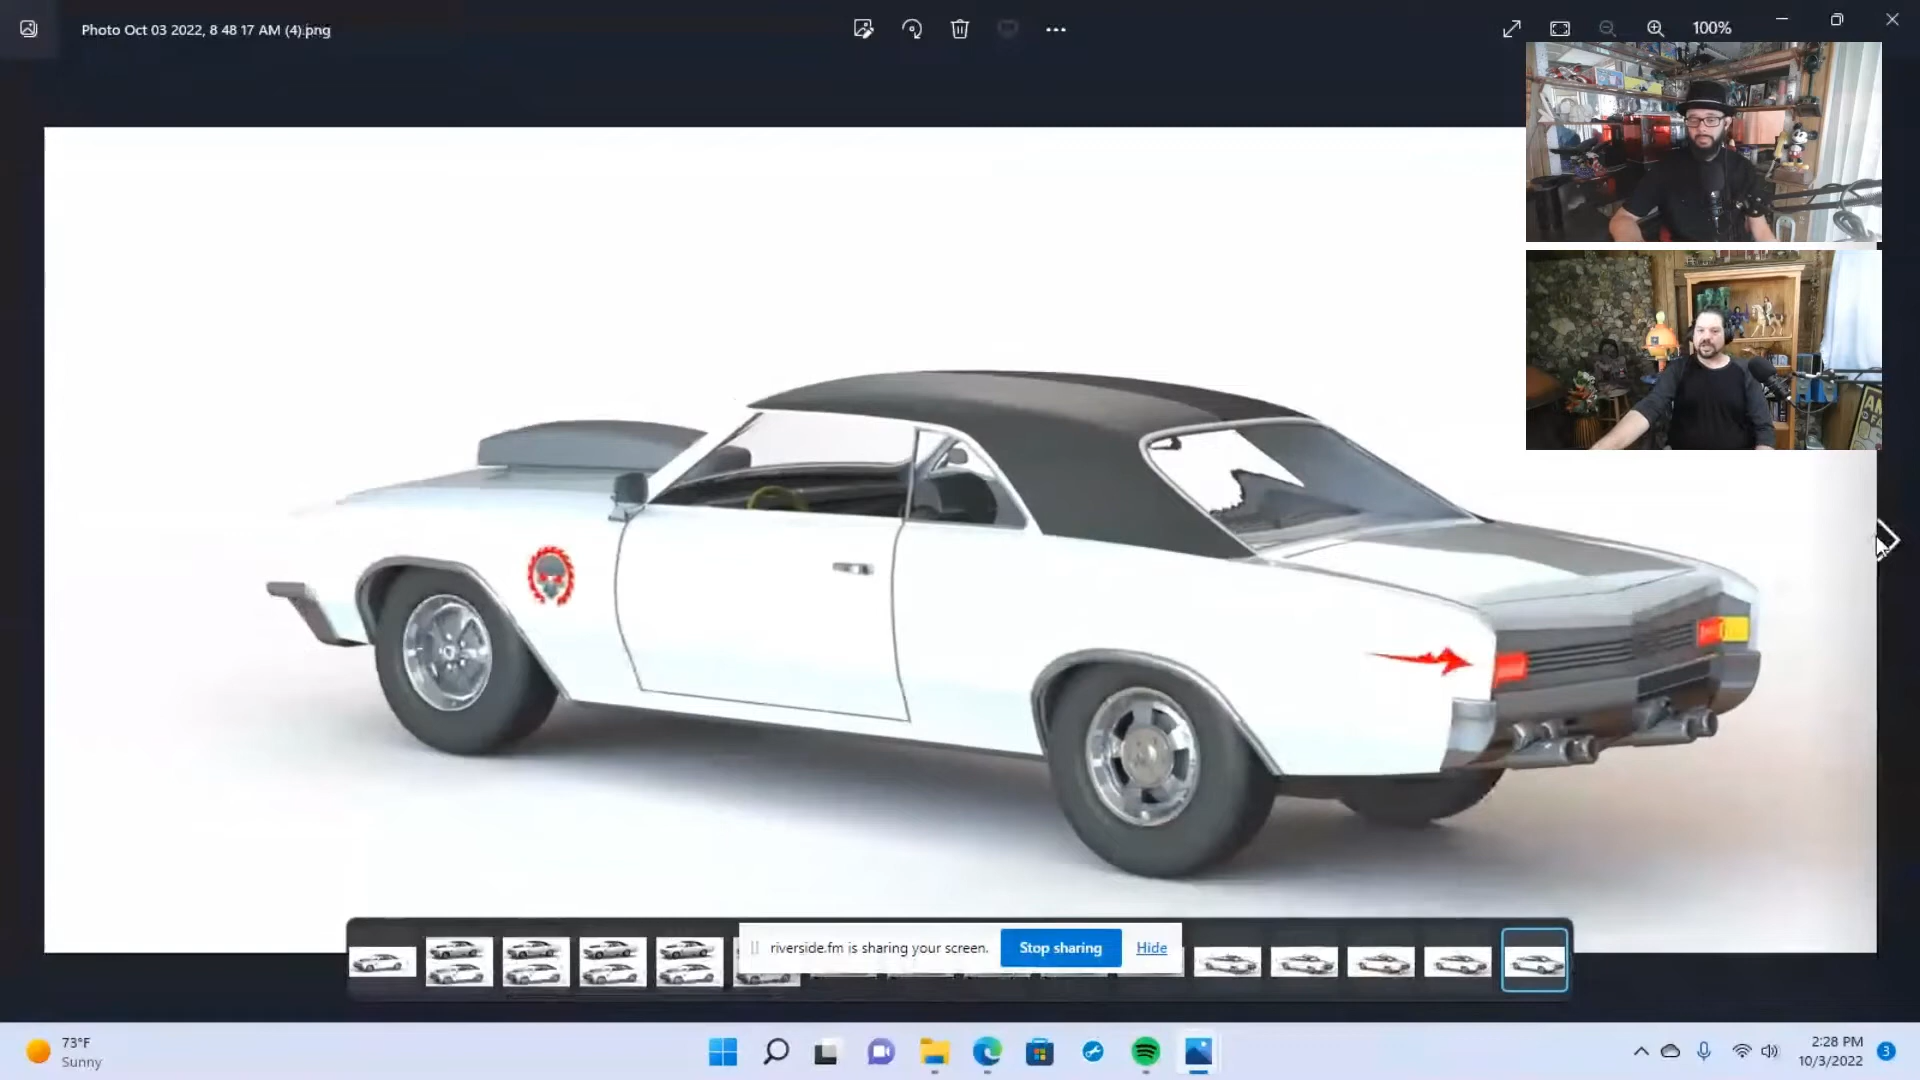 Photo Oct 03 2022, 8 48 17 AM (4).png
100%
riverside.fm is sharing your screen.
Stop sharing
Hide
73°F
Sunny
2:28 PM
10/3/2022
3